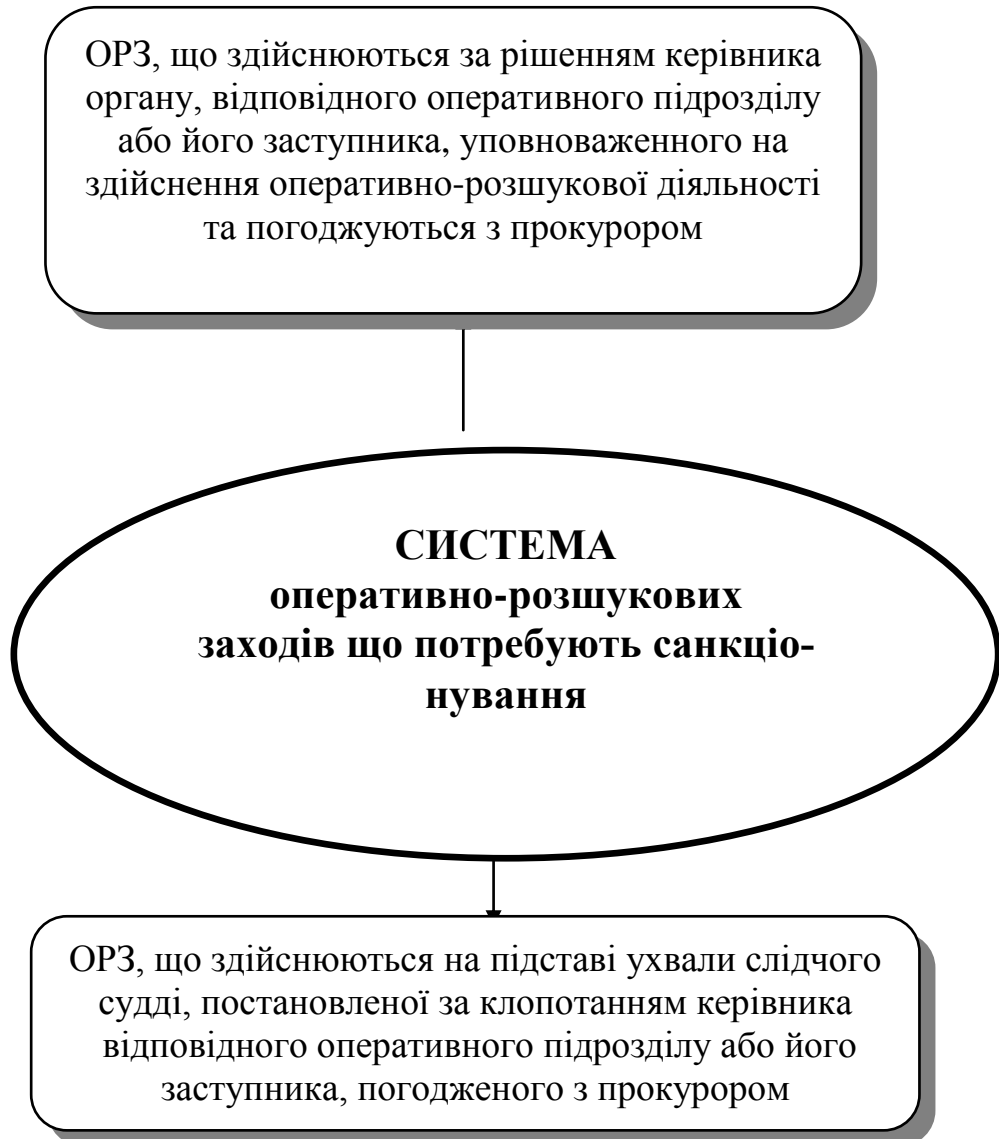 ОРЗ, що здійснюються за рішенням керівника
органу, відповідного оперативного підрозділу
або його заступника, уповноваженного на
здійснення оперативно-розшукової діяльності
та погоджуються з прокурором
СИСТЕМА
оперативно-розшукових
заходів що потребують санкціо-
нування
ОРЗ, що здійснюються на підставі ухвали слідчого
судді, постановленої за клопотанням керівника
відповідного оперативного підрозділу або його
заступника, погодженого з прокурором